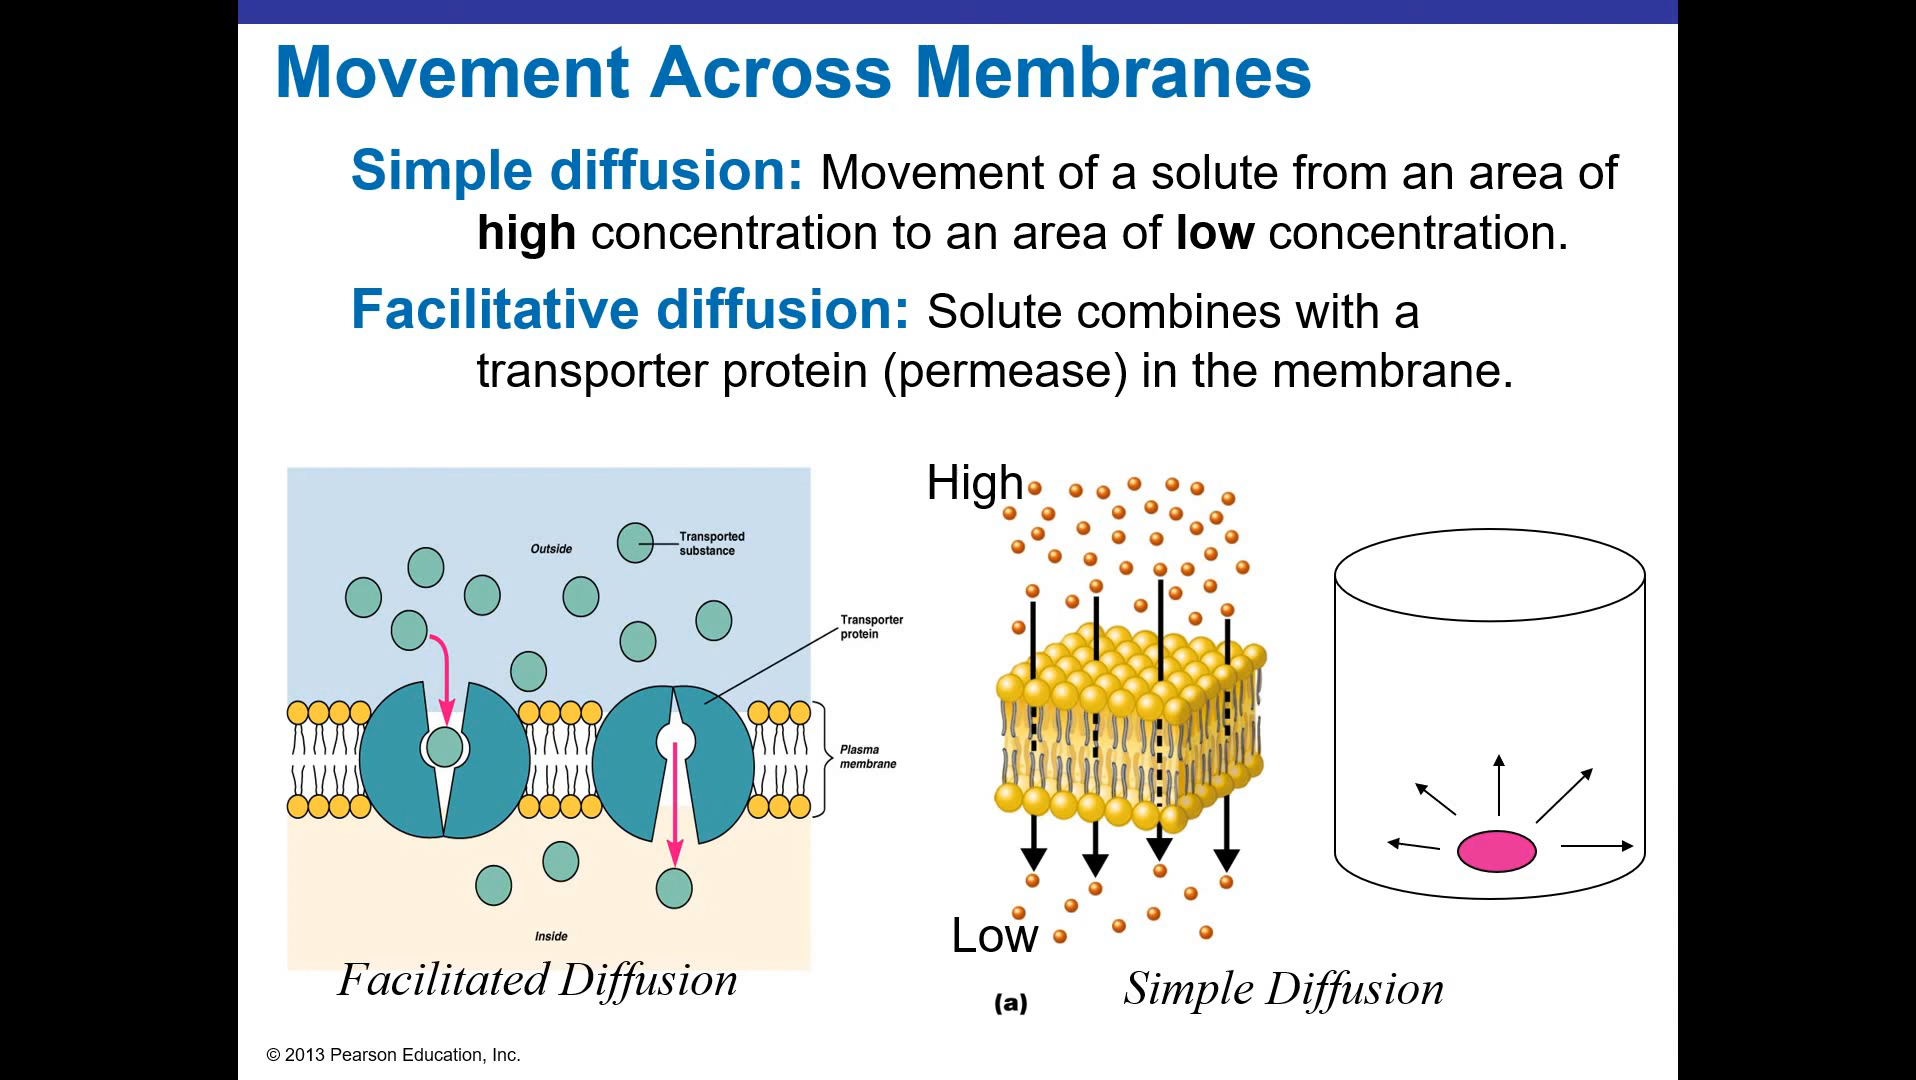 Movement Across Membranes
Simple diffusion: Movement of a solute from an area of
high concentration to an area of low concentration.
Facilitative diffusion: Solute combines with a
transporter protein (permease) in the membrane.
Outside
Transported
substance
Transporter
protein
Plasma
membrane
Inside
Facilitated Diffusion
High
Low
(a)
Simple Diffusion
© 2013 Pearson Education, Inc.